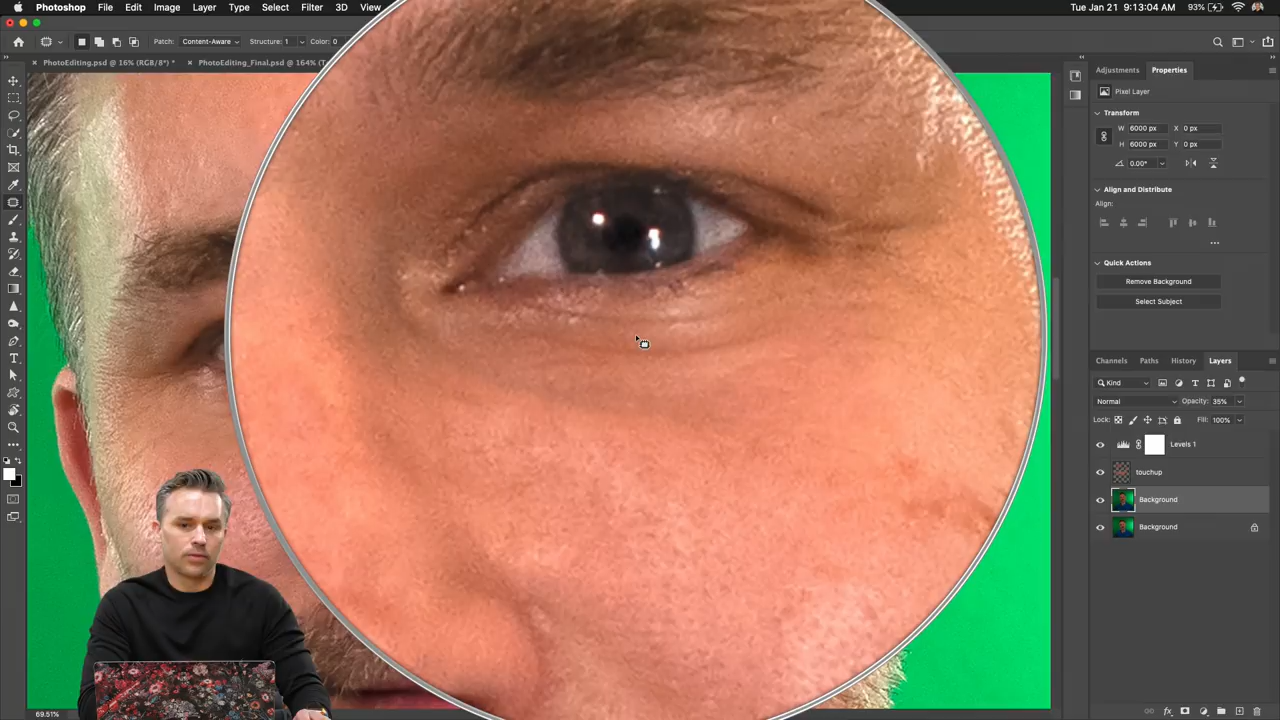 Photoshop File Edit Image Layer Type Select Filter 3D View Tue Jan 21 9:13:04 AM 93%
Patch: Content-Aware Structure: 1 Color: 0
PhotoEditing.psd @ 16% (RGB/8*) * PhotoEditing_Final.psd @ 164% (T
Adjustments Properties
Pixel Layer
Transform
W 6000 px X 0 px
H 6000 px Y 0 px
0.00°
Align and Distribute
Align:
Quick Actions
Remove Background
Select Subject
Channels Paths History Layers
Kind
Normal Opacity: 35%
Lock: Fill: 100%
Levels 1
touchup
Background
Background
69.51%